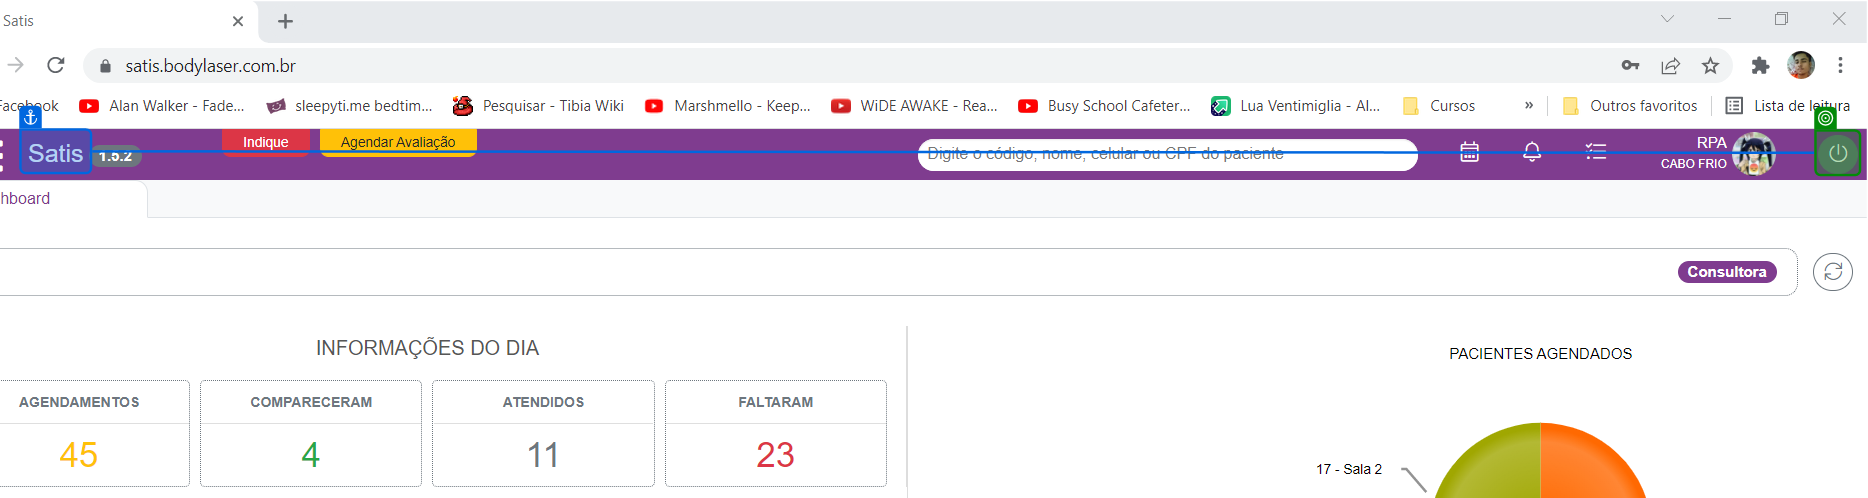 Satis
satis.bodylaser.com.br
Facebook Alan Walker - Fade... sleepyti.me bedtim... Pesquisar - Tibia Wiki Marshmello - Keep... WiDE AWAKE - Rea... Busy School Cafeter... Lua Ventimiglia - Al... Cursos » Outros favoritos Lista de leitura
Satis 1.5.2 Indique Agendar Avaliação Digite o código, nome, celular ou CPF do paciente RPA
CABO FRIO
hboard
Consultora
INFORMAÇÕES DO DIA
PACIENTES AGENDADOS
AGENDAMENTOS COMPARECERAM ATENDIDOS FALTARAM
45 4 11 23
17 - Sala 2